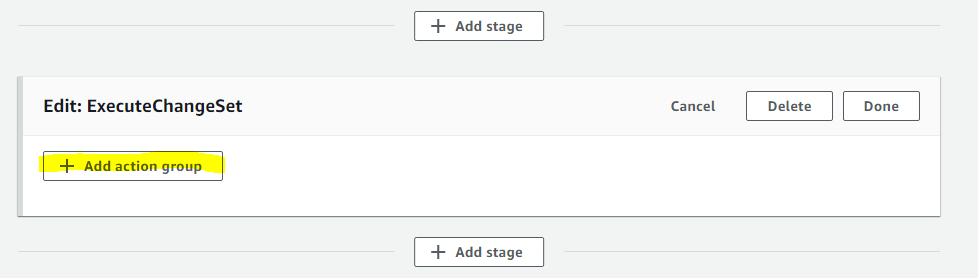 + Add stage
Edit: ExecuteChangeSet Cancel Delete Done
+ Add action group
+ Add stage